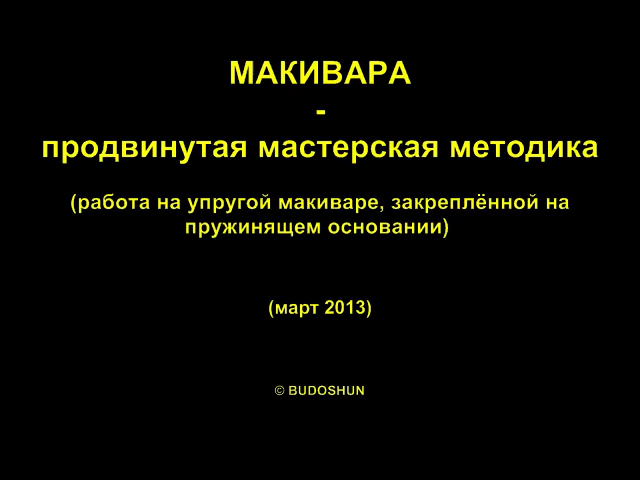 МАКИВАРА
-
продвинутая мастерская методика
(работа на упругой макиваре, закреплённой на
пружинящем основании)
(март 2013)
© BUDOSHUN